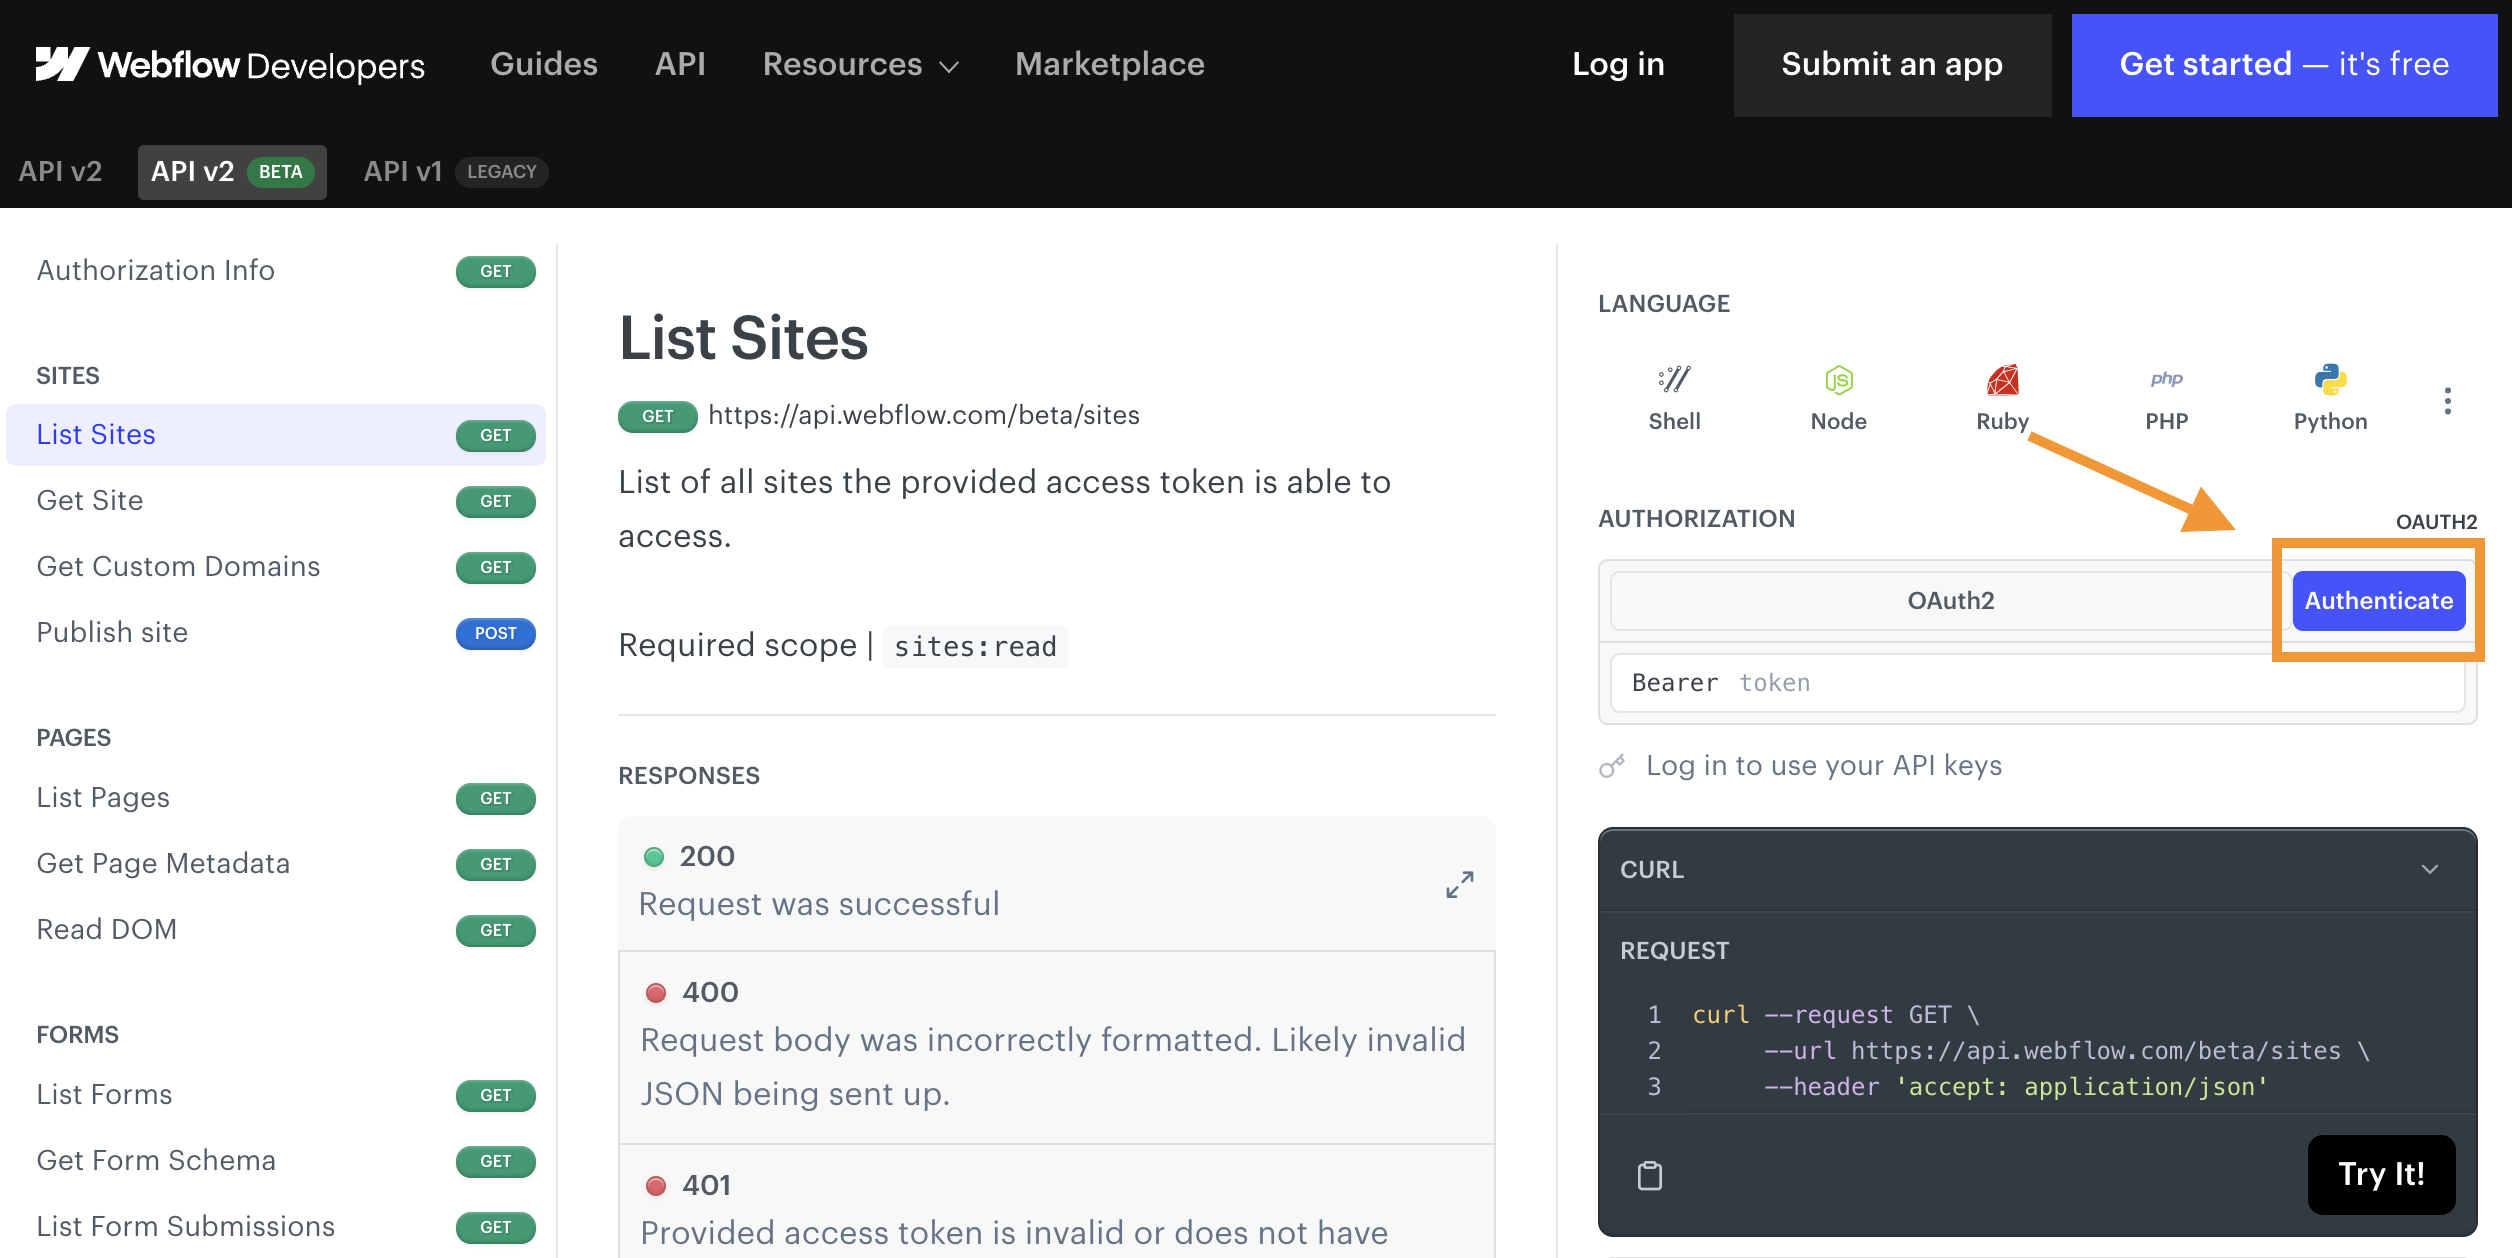 Webflow Developers
Guides
API
Resources
Marketplace
Log in
Submit an app
Get started — it's free
API v2
API v2 BETA
API v1 LEGACY
Authorization Info GET
SITES
List Sites GET
Get Site GET
Get Custom Domains GET
Publish site POST
PAGES
List Pages GET
Get Page Metadata GET
Read DOM GET
FORMS
List Forms GET
Get Form Schema GET
List Form Submissions GET
List Sites
GET https://api.webflow.com/beta/sites
List of all sites the provided access token is able to
access.
Required scope | sites:read
RESPONSES
200
Request was successful
400
Request body was incorrectly formatted. Likely invalid
JSON being sent up.
401
Provided access token is invalid or does not have
LANGUAGE
Shell
Node
Ruby
php
PHP
Python
AUTHORIZATION
OAUTH2
OAuth2
Authenticate
Bearer token
Log in to use your API keys
CURL
REQUEST
1 curl --request GET \
2 --url https://api.webflow.com/beta/sites \
3 --header 'accept: application/json'
Try It!